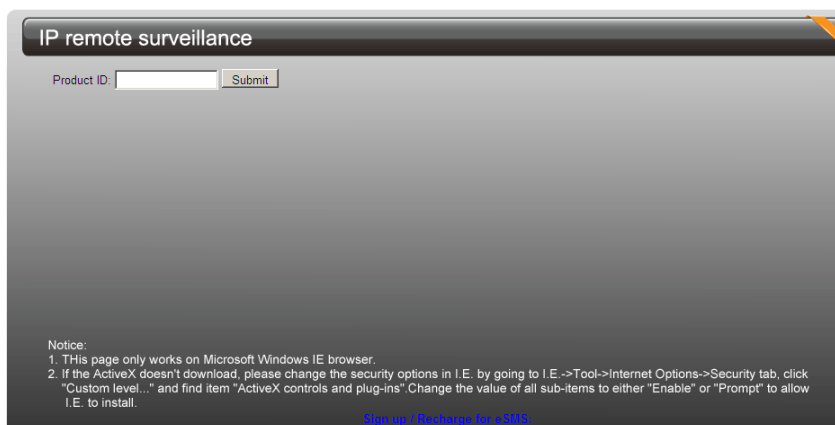 IP remote surveillance
Product ID:
Submit
Notice:
1. THis page only works on Microsoft Windows IE browser.
2. If the ActiveX doesn't download, please change the security options in I.E. by going to I.E.->Tool->Internet Options->Security tab, click
"Custom level..." and find item "ActiveX controls and plug-ins".Change the value of all sub-items to either "Enable" or "Prompt" to allow
I.E. to install.
Sign up / Recharge for eSMS